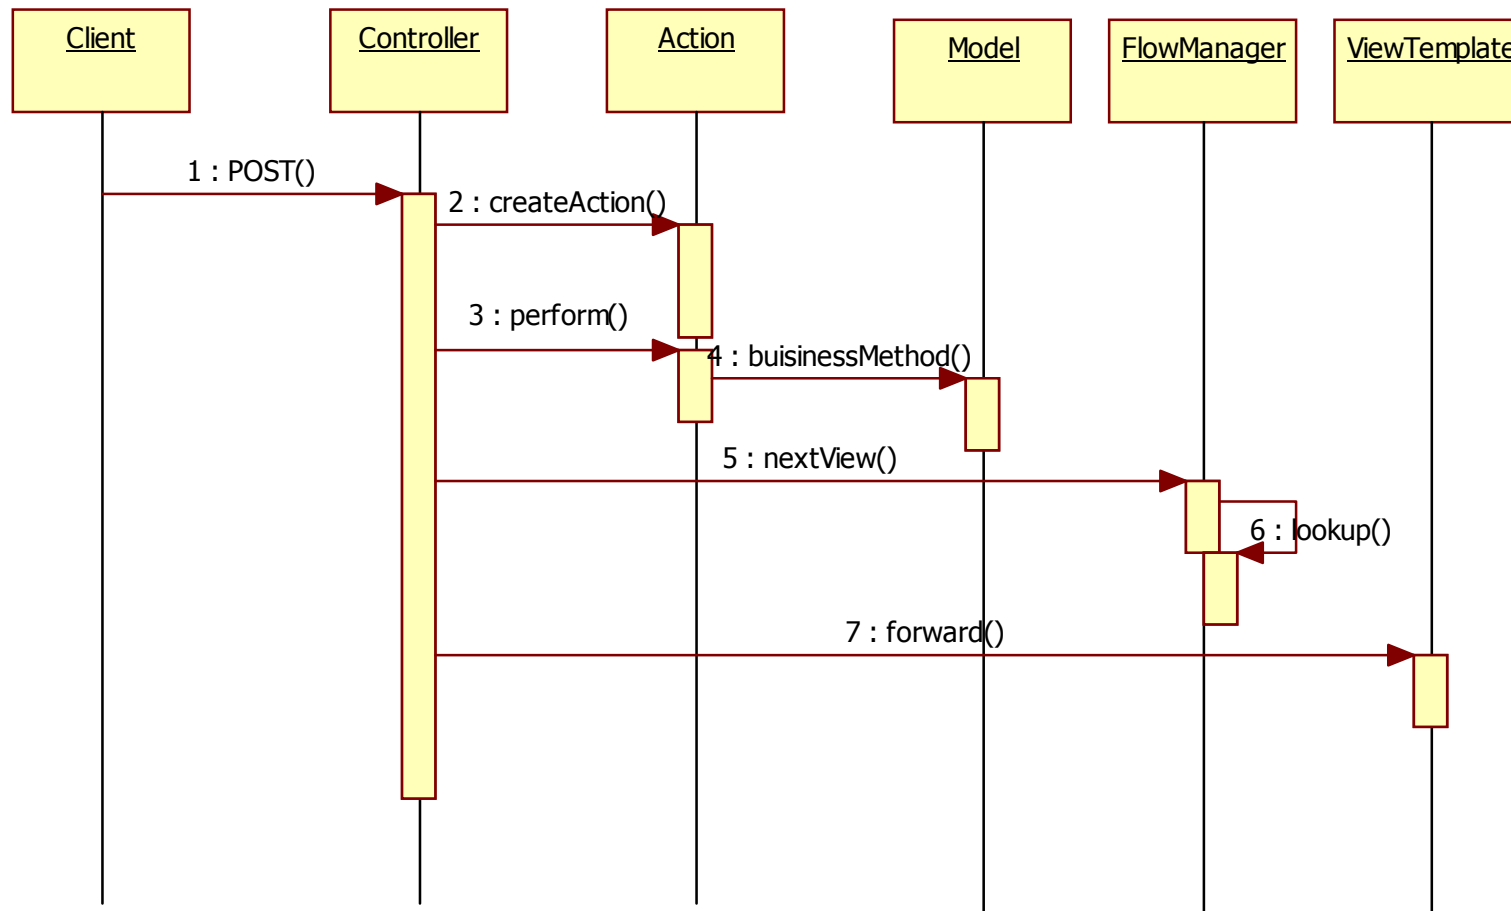 Client
Controller
Action
Model
FlowManager
ViewTemplate
1 : POST()
2 : createAction()
3 : perform()
4 : buisinessMethod()
5 : nextView()
6 : lookup()
7 : forward()